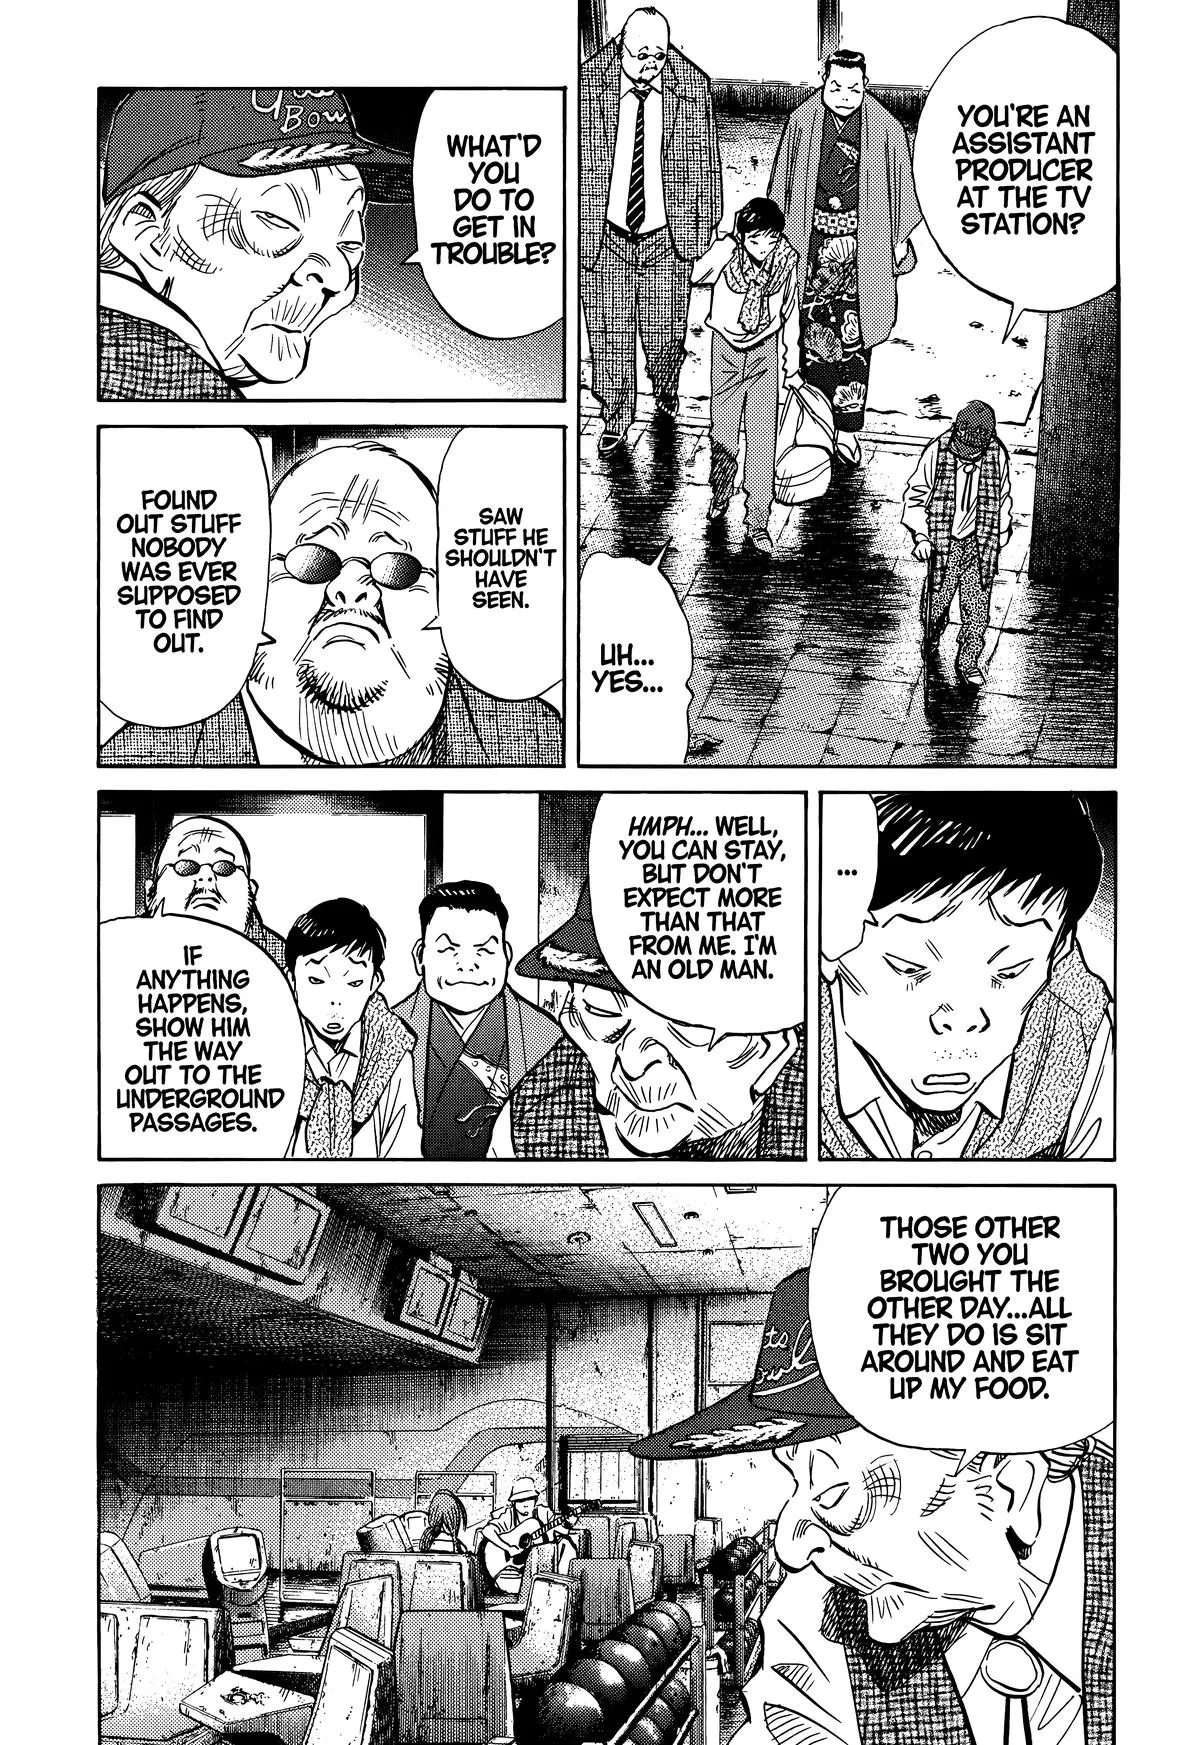 YOU'RE AN
ASSISTANT
PRODUCER
AT THE TV
STATION?
UH...
YES...
WHAT'D
YOU
DO TO
GET IN
TROUBLE?
Bow
SAW
STUFF HE
SHOULDN'T
HAVE
SEEN.
FOUND
OUT STUFF
NOBODY
WAS EVER
SUPPOSED
TO FIND
OUT.
...
HMPH... WELL,
YOU CAN STAY,
BUT DON'T
EXPECT MORE
THAN THAT
FROM ME. I'M
AN OLD MAN.
IF
ANYTHING
HAPPENS,
SHOW HIM
THE WAY
OUT TO THE
UNDERGROUND
PASSAGES.
THOSE OTHER
TWO YOU
BROUGHT THE
OTHER DAY...ALL
THEY DO IS SIT
AROUND AND EAT
UP MY FOOD.